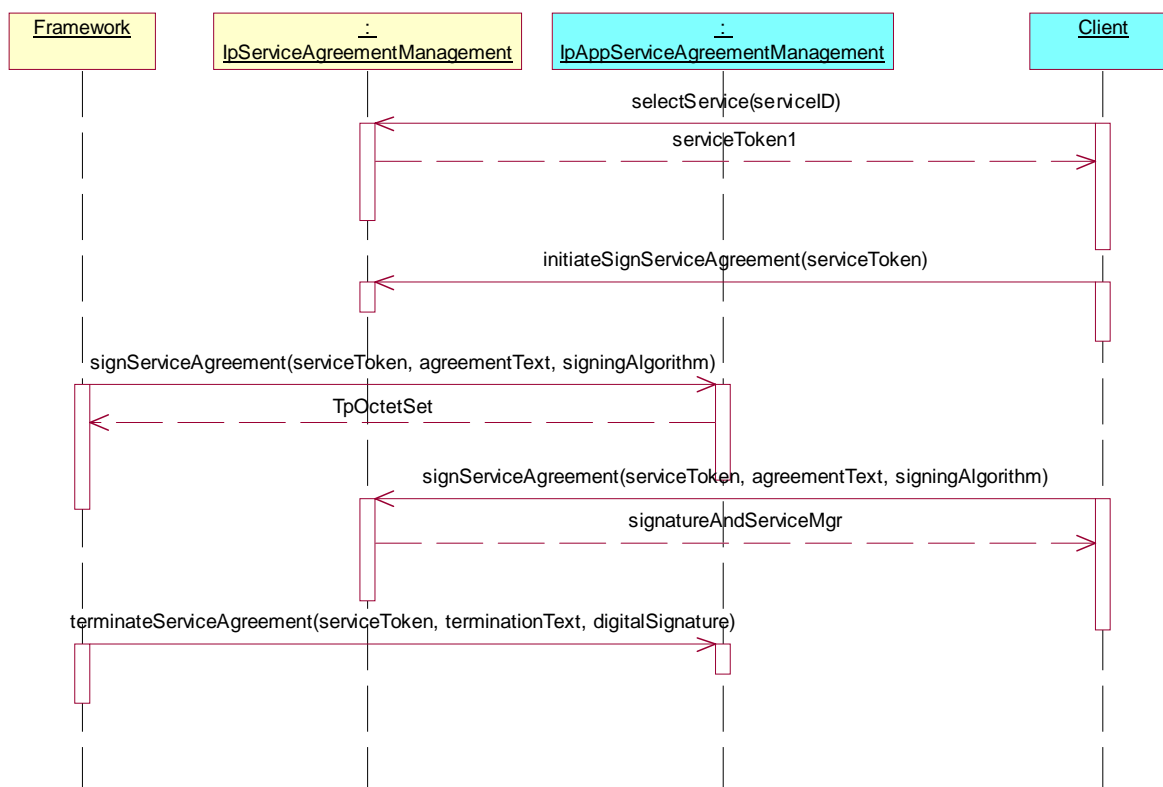 Framework
:
IpServiceAgreementManagement
:
IpAppServiceAgreementManagement
Client
selectService(serviceID)
serviceToken1
initiateSignServiceAgreement(serviceToken)
signServiceAgreement(serviceToken, agreementText, signingAlgorithm)
TpOctetSet
signServiceAgreement(serviceToken, agreementText, signingAlgorithm)
signatureAndServiceMgr
terminateServiceAgreement(serviceToken, terminationText, digitalSignature)